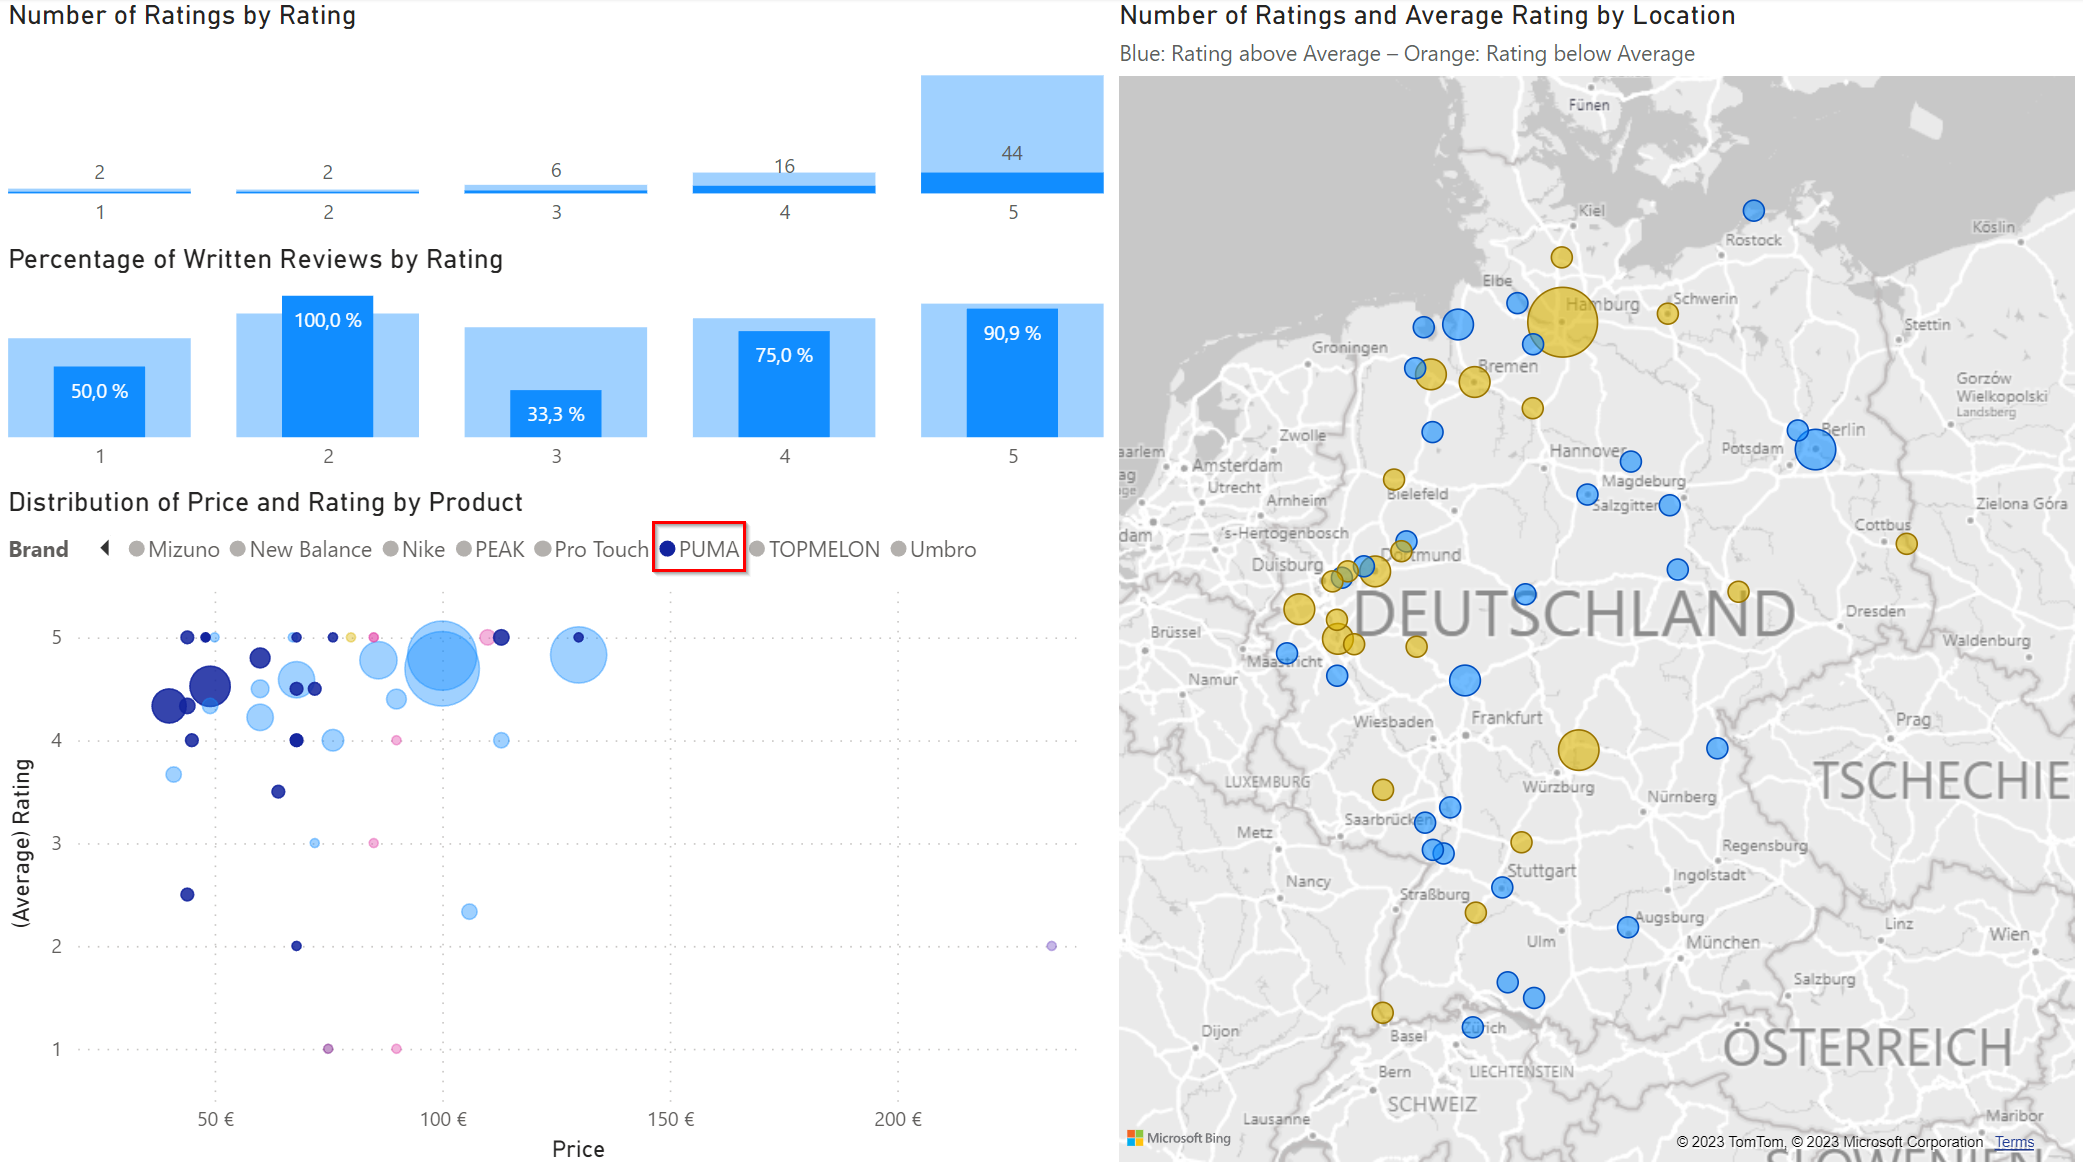 Number of Ratings by Rating
2
2
6
16
44
1
2
3
4
5
Percentage of Written Reviews by Rating
50,0 %
100,0 %
33,3 %
75,0 %
90,9 %
1
2
3
4
5
Distribution of Price and Rating by Product
Brand
Mizuno
New Balance
Nike
PEAK
Pro Touch
PUMA
TOPMELON
Umbro
(Average) Rating
5
4
3
2
1
50 €
100 €
150 €
200 €
Price
Number of Ratings and Average Rating by Location
Blue: Rating above Average – Orange: Rating below Average
Fünen
Kiel
Rostock
Köslin
Elbe
Hamburg
Schwerin
Stettin
Groningen
Bremen
Gorzów
Wielkopolski
Landsberg
Zwolle
Berlin
Hannover
Potsdam
Amsterdam
Magdeburg
Utrecht
Arnheim
Bielefeld
Salzgitter
Zielona Góra
's-Hertogenbosch
Cottbus
Dortmund
Duisburg
DEUTSCHLAND
Dresden
Brüssel
Waldenburg
Maastricht
Namur
Wiesbaden
Frankfurt
Prag
LUXEMBURG
Würzburg
TSCHECHIE
Nürnberg
Saarbrücken
Metz
Regensburg
Stuttgart
Ingolstadt
Nancy
Straßburg
Augsburg
Linz
Ulm
München
Wien
Salzburg
Dijon
Basel
Zürich
ÖSTERREICH
Bern
LIECHTENSTEIN
SCHWEIZ
Lausanne
Maribor
Microsoft Bing
© 2023 TomTom, © 2023 Microsoft Corporation Terms